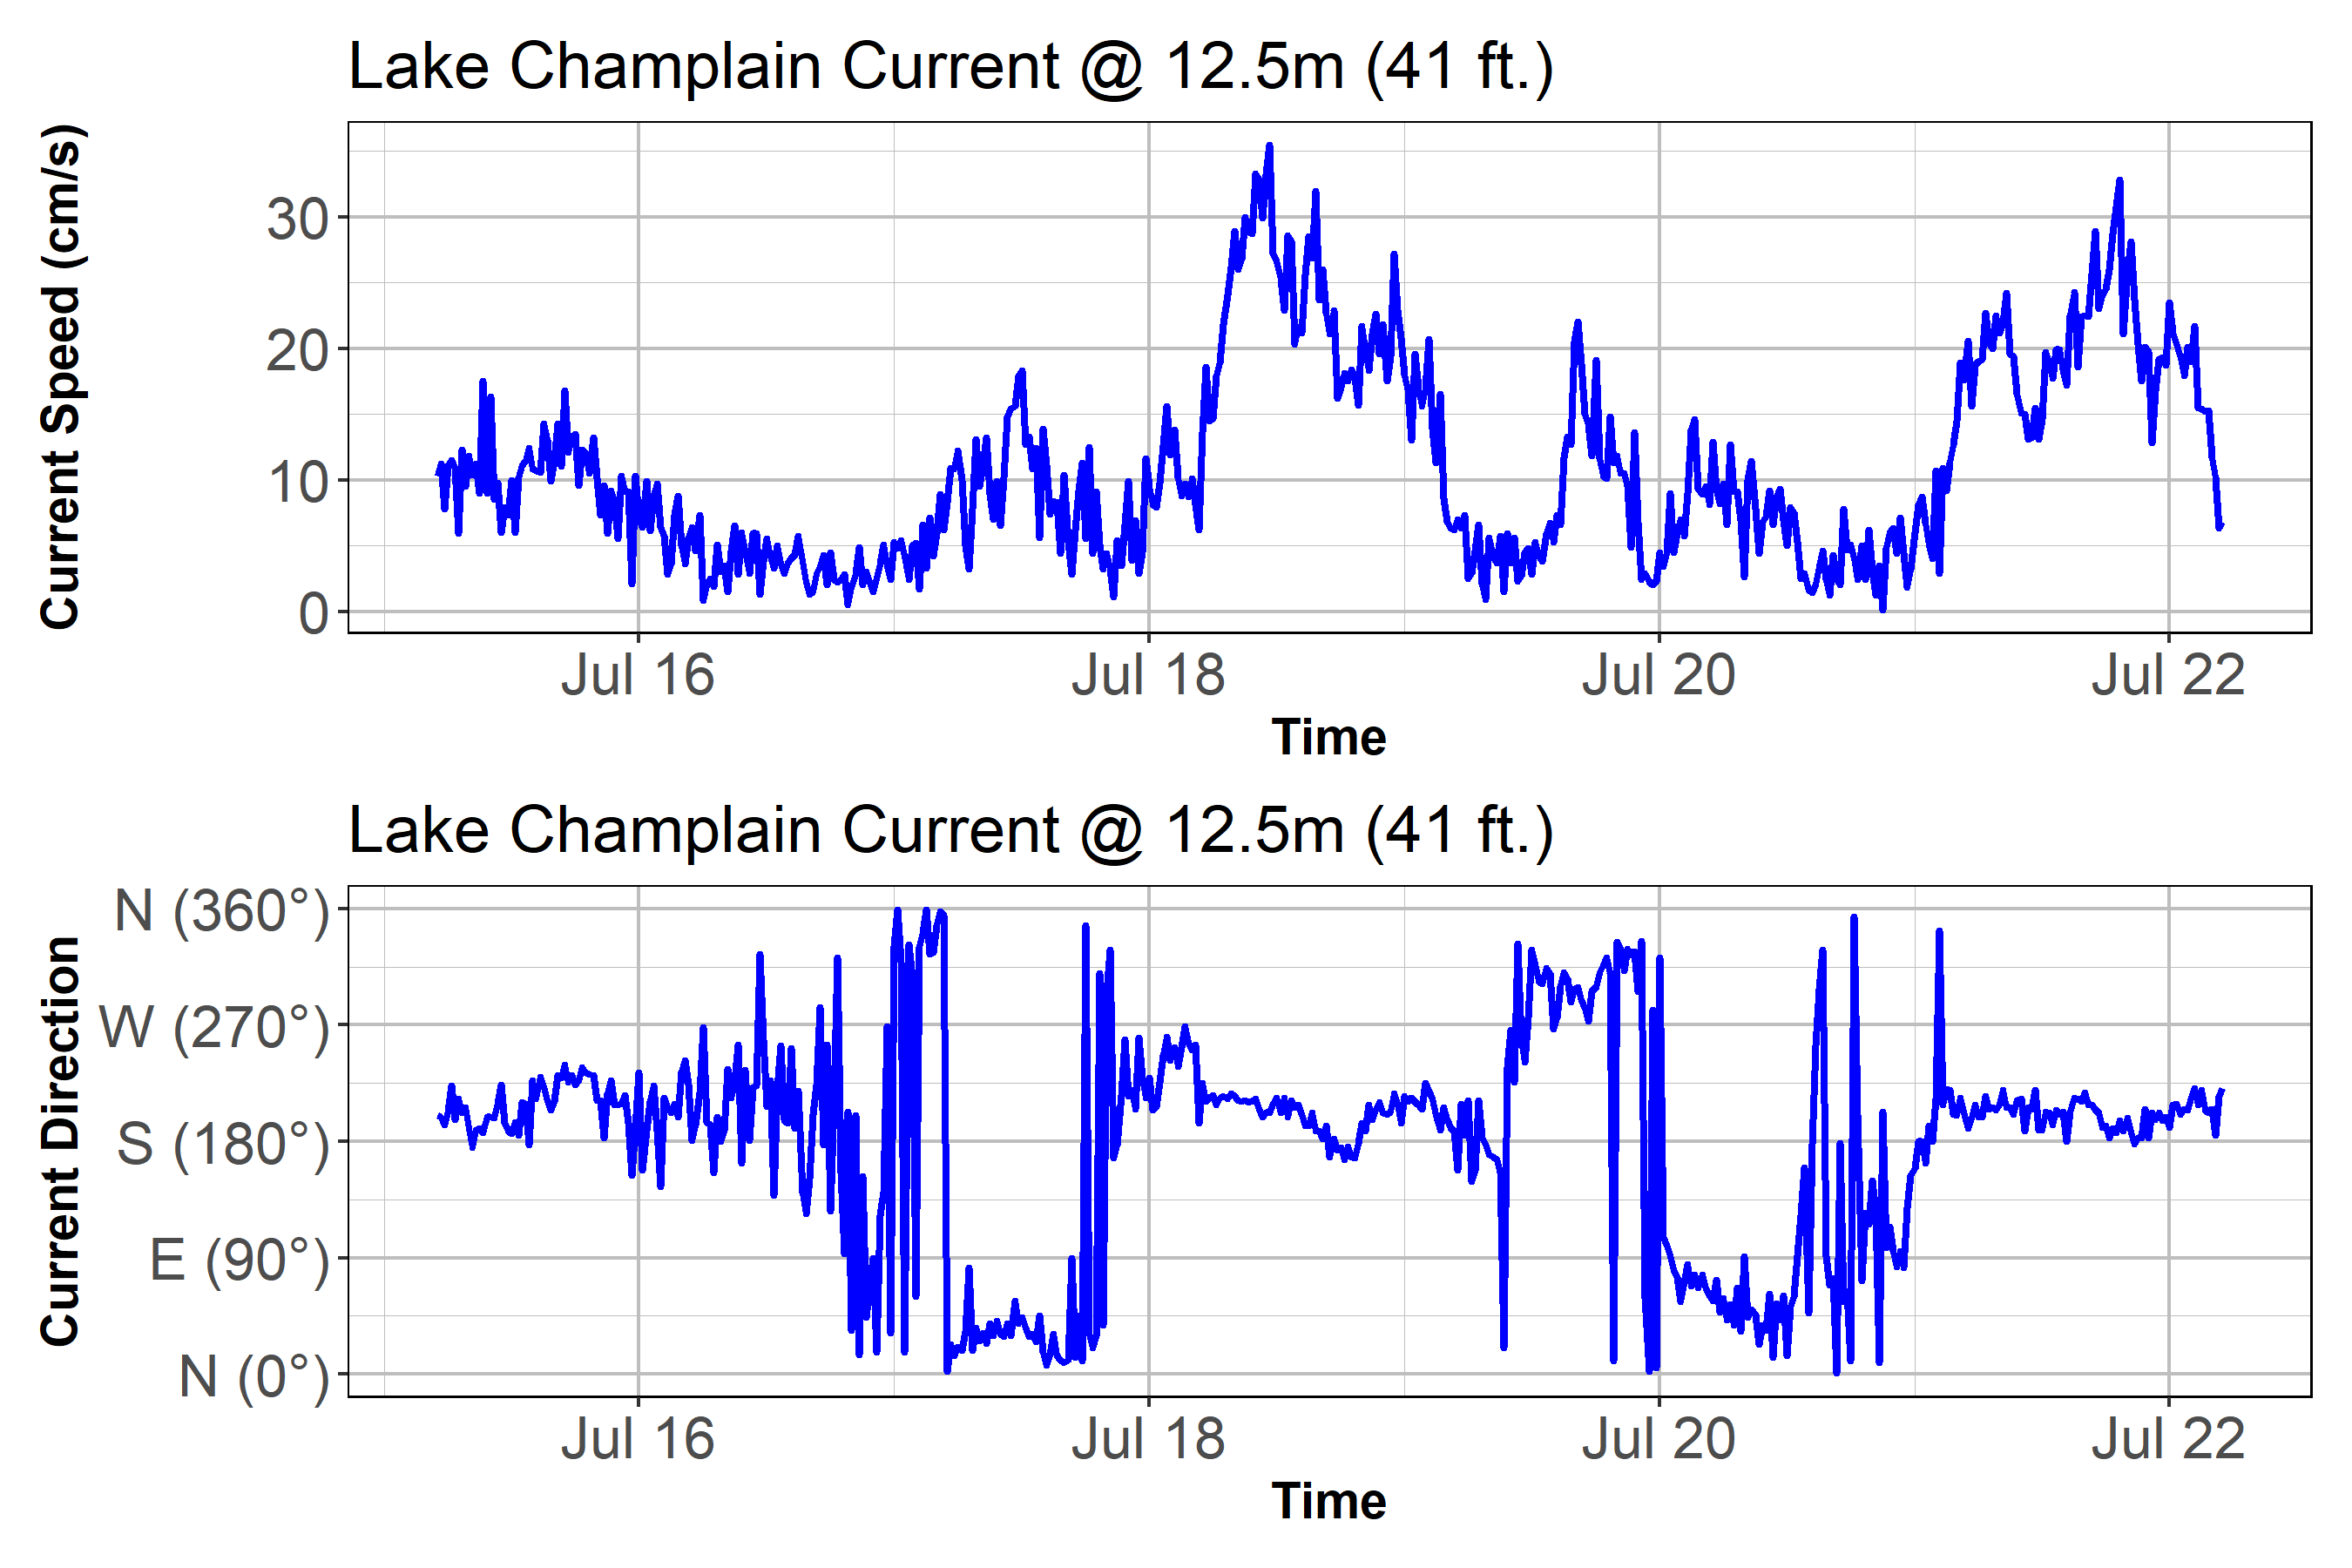 Lake Champlain Current @ 12.5m (41 ft.)
Current Speed (cm/s)
30
20
10
0
Jul 16 Jul 18 Jul 20 Jul 22
Time
Lake Champlain Current @ 12.5m (41 ft.)
Current Direction
N (360°)
W (270°)
S (180°)
E (90°)
N (0°)
Jul 16 Jul 18 Jul 20 Jul 22
Time